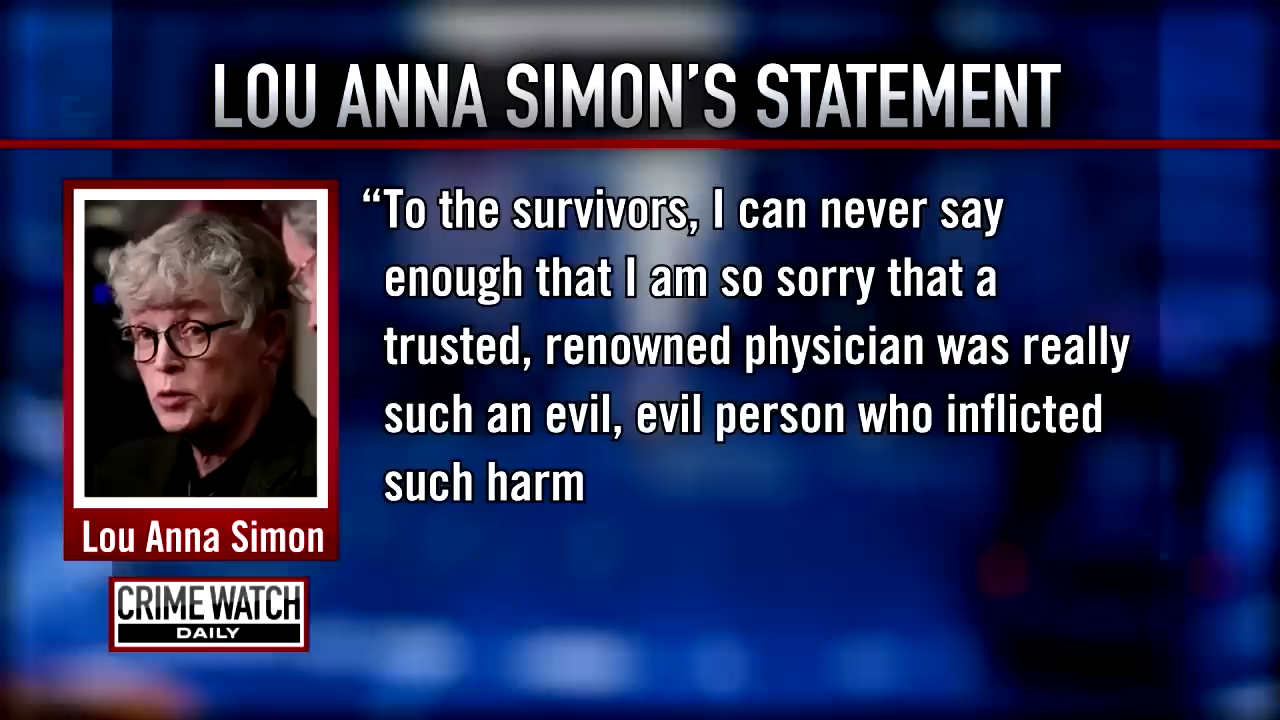 LOU ANNA SIMON'S STATEMENT
“To the survivors, I can never say
enough that I am so sorry that a
trusted, renowned physician was really
such an evil, evil person who inflicted
such harm
Lou Anna Simon
CRIME WATCH
DAILY